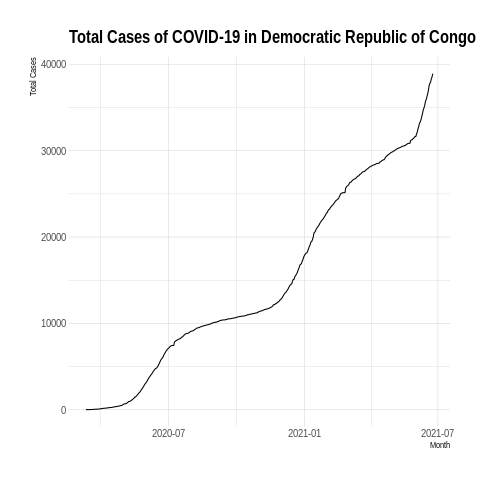 Total Cases of COVID-19 in Democratic Republic of Congo
Total Cases
40000
30000
20000
10000
0
2020-07 2021-01 2021-07
Month